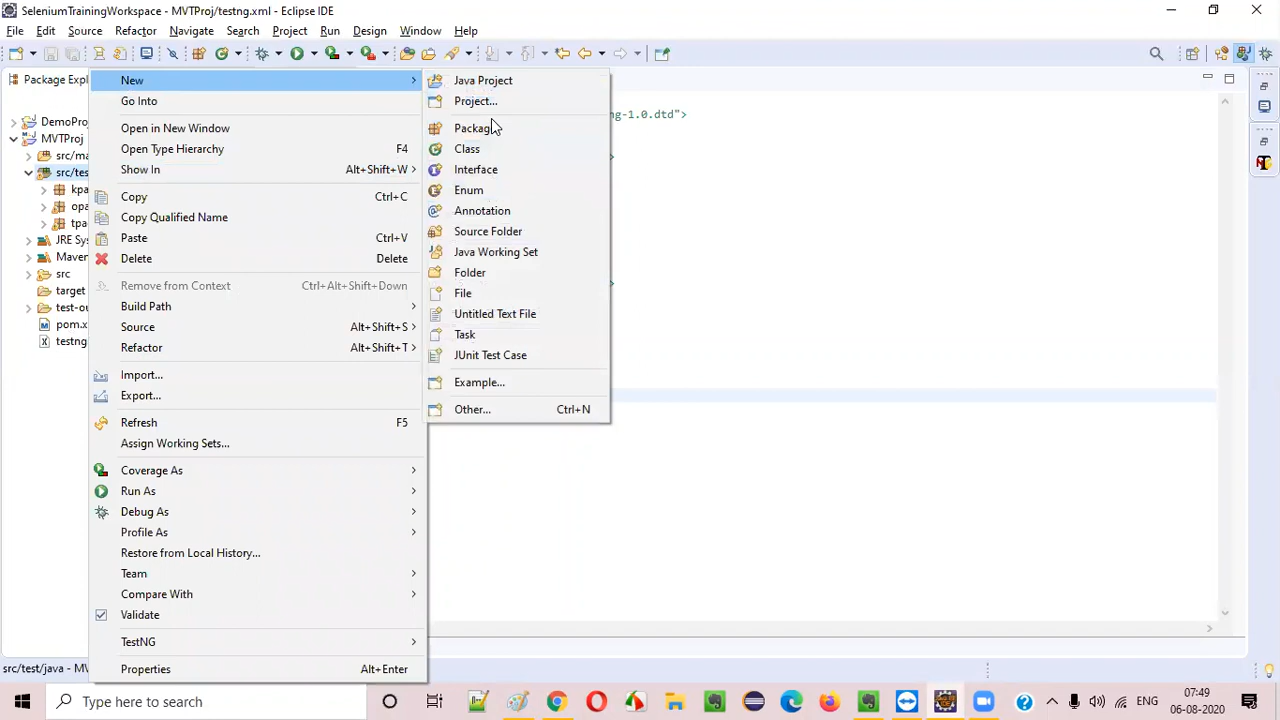 SeleniumTrainingWorkspace - MVTProj/testng.xml - Eclipse IDE
File Edit Source Refactor Navigate Search Project Run Design Window Help
Package Expl
DemoProj
MVTProj
src/ma
src/tes
kpa
opa
tpa
JRE Sys
Maven
src
target
test-ou
pom.x
testng
New
Go Into
Open in New Window
Open Type Hierarchy F4
Show In Alt+Shift+W
Copy Ctrl+C
Copy Qualified Name
Paste Ctrl+V
Delete Delete
Remove from Context Ctrl+Alt+Shift+Down
Build Path
Source Alt+Shift+S
Refactor Alt+Shift+T
Import...
Export...
Refresh F5
Assign Working Sets...
Coverage As
Run As
Debug As
Profile As
Restore from Local History...
Team
Compare With
Validate
TestNG
Properties Alt+Enter
Java Project
Project...
Package
Class
Interface
Enum
Annotation
Source Folder
Java Working Set
Folder
File
Untitled Text File
Task
JUnit Test Case
Example...
Other... Ctrl+N
ng-1.0.dtd">
>
>
src/test/java - MV
Type here to search
ENG
07:49
06-08-2020